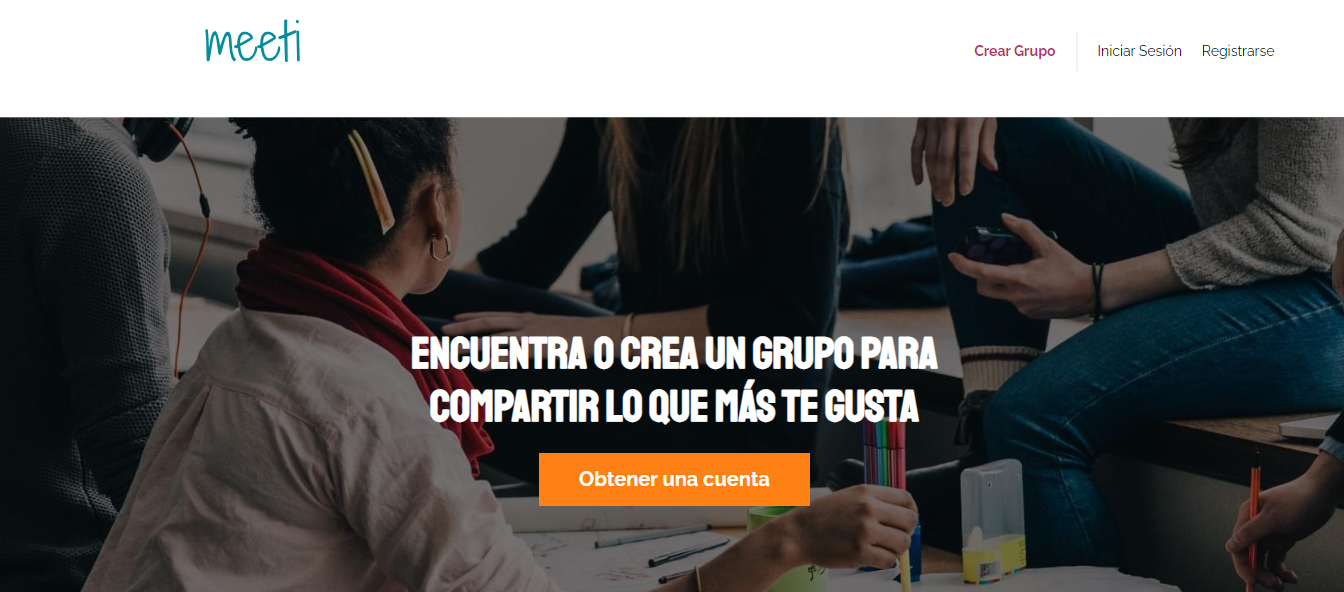 meeti
Crear Grupo
Iniciar Sesión
Registrarse
ENCUENTRA O CREA UN GRUPO PARA
COMPARTIR LO QUE MÁS TE GUSTA
Obtener una cuenta